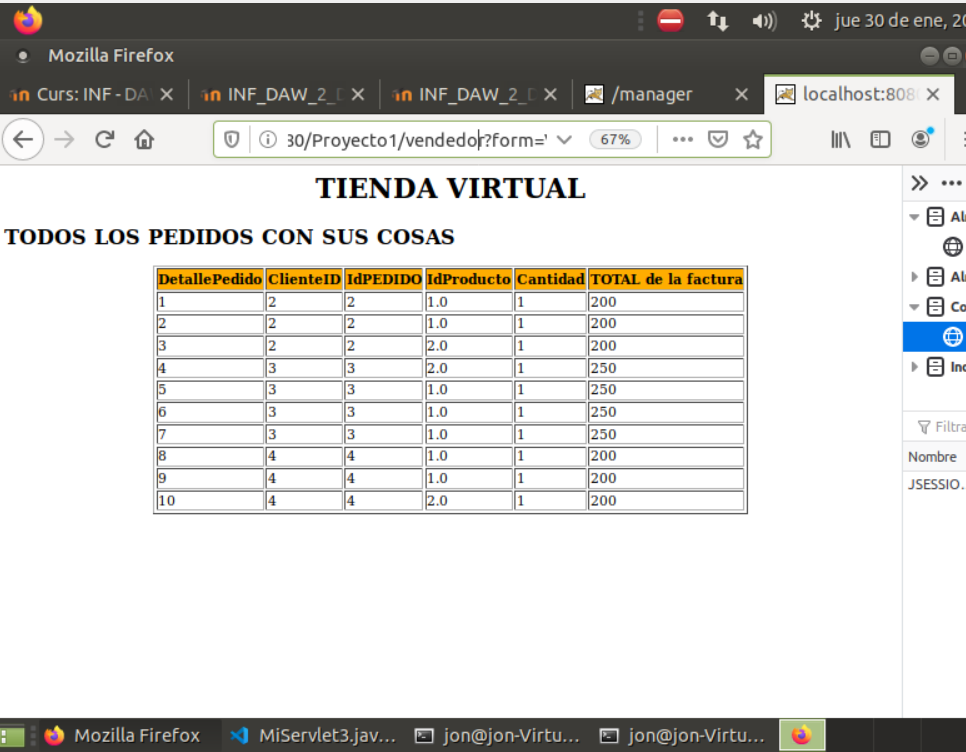 jue 30 de ene, 20
Mozilla Firefox
Curs: INF - DA
INF_DAW_2_D
INF_DAW_2_D
/manager
localhost:808
30/Proyecto1/vendedor?form='
67%
TIENDA VIRTUAL
TODOS LOS PEDIDOS CON SUS COSAS
DetallePedido ClienteID IdPEDIDO IdProducto Cantidad TOTAL de la factura
1 2 2 1.0 1 200
2 2 2 1.0 1 200
3 2 2 2.0 1 200
4 3 3 2.0 1 250
5 3 3 1.0 1 250
6 3 3 1.0 1 250
7 3 3 1.0 1 250
8 4 4 1.0 1 200
9 4 4 1.0 1 200
10 4 4 2.0 1 200
Al
Al
Co
Ind
Filtra
Nombre
JSESSIO...
Mozilla Firefox
MiServlet3.jav...
jon@jon-Virtu...
jon@jon-Virtu...